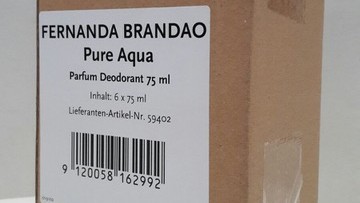 FERNANDA BRANDAO
Pure Aqua
Parfum Deodorant 75 ml
Inhalt: 6 x 75 ml
Lieferanten-Artikel-Nr. 59402
9 120058 162992